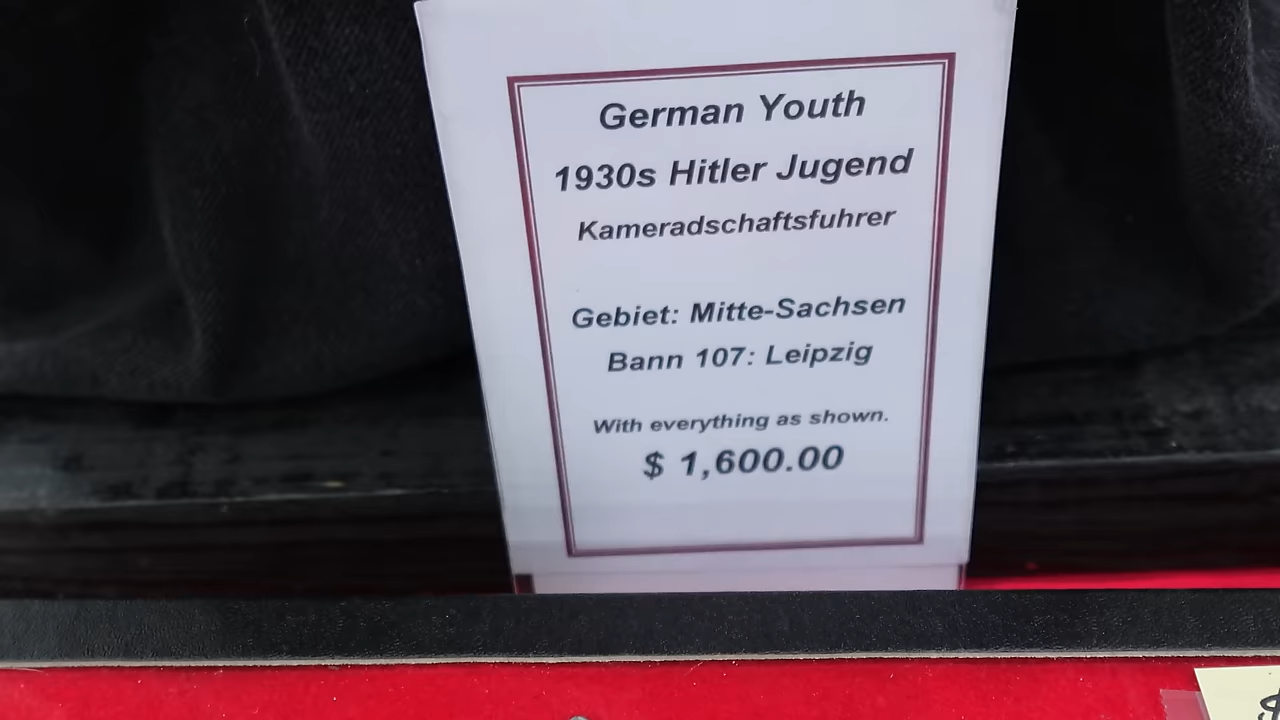 German Youth
1930s Hitler Jugend
Kameradschaftsfuhrer
Gebiet: Mitte-Sachsen
Bann 107: Leipzig
With everything as shown.
$ 1,600.00
$